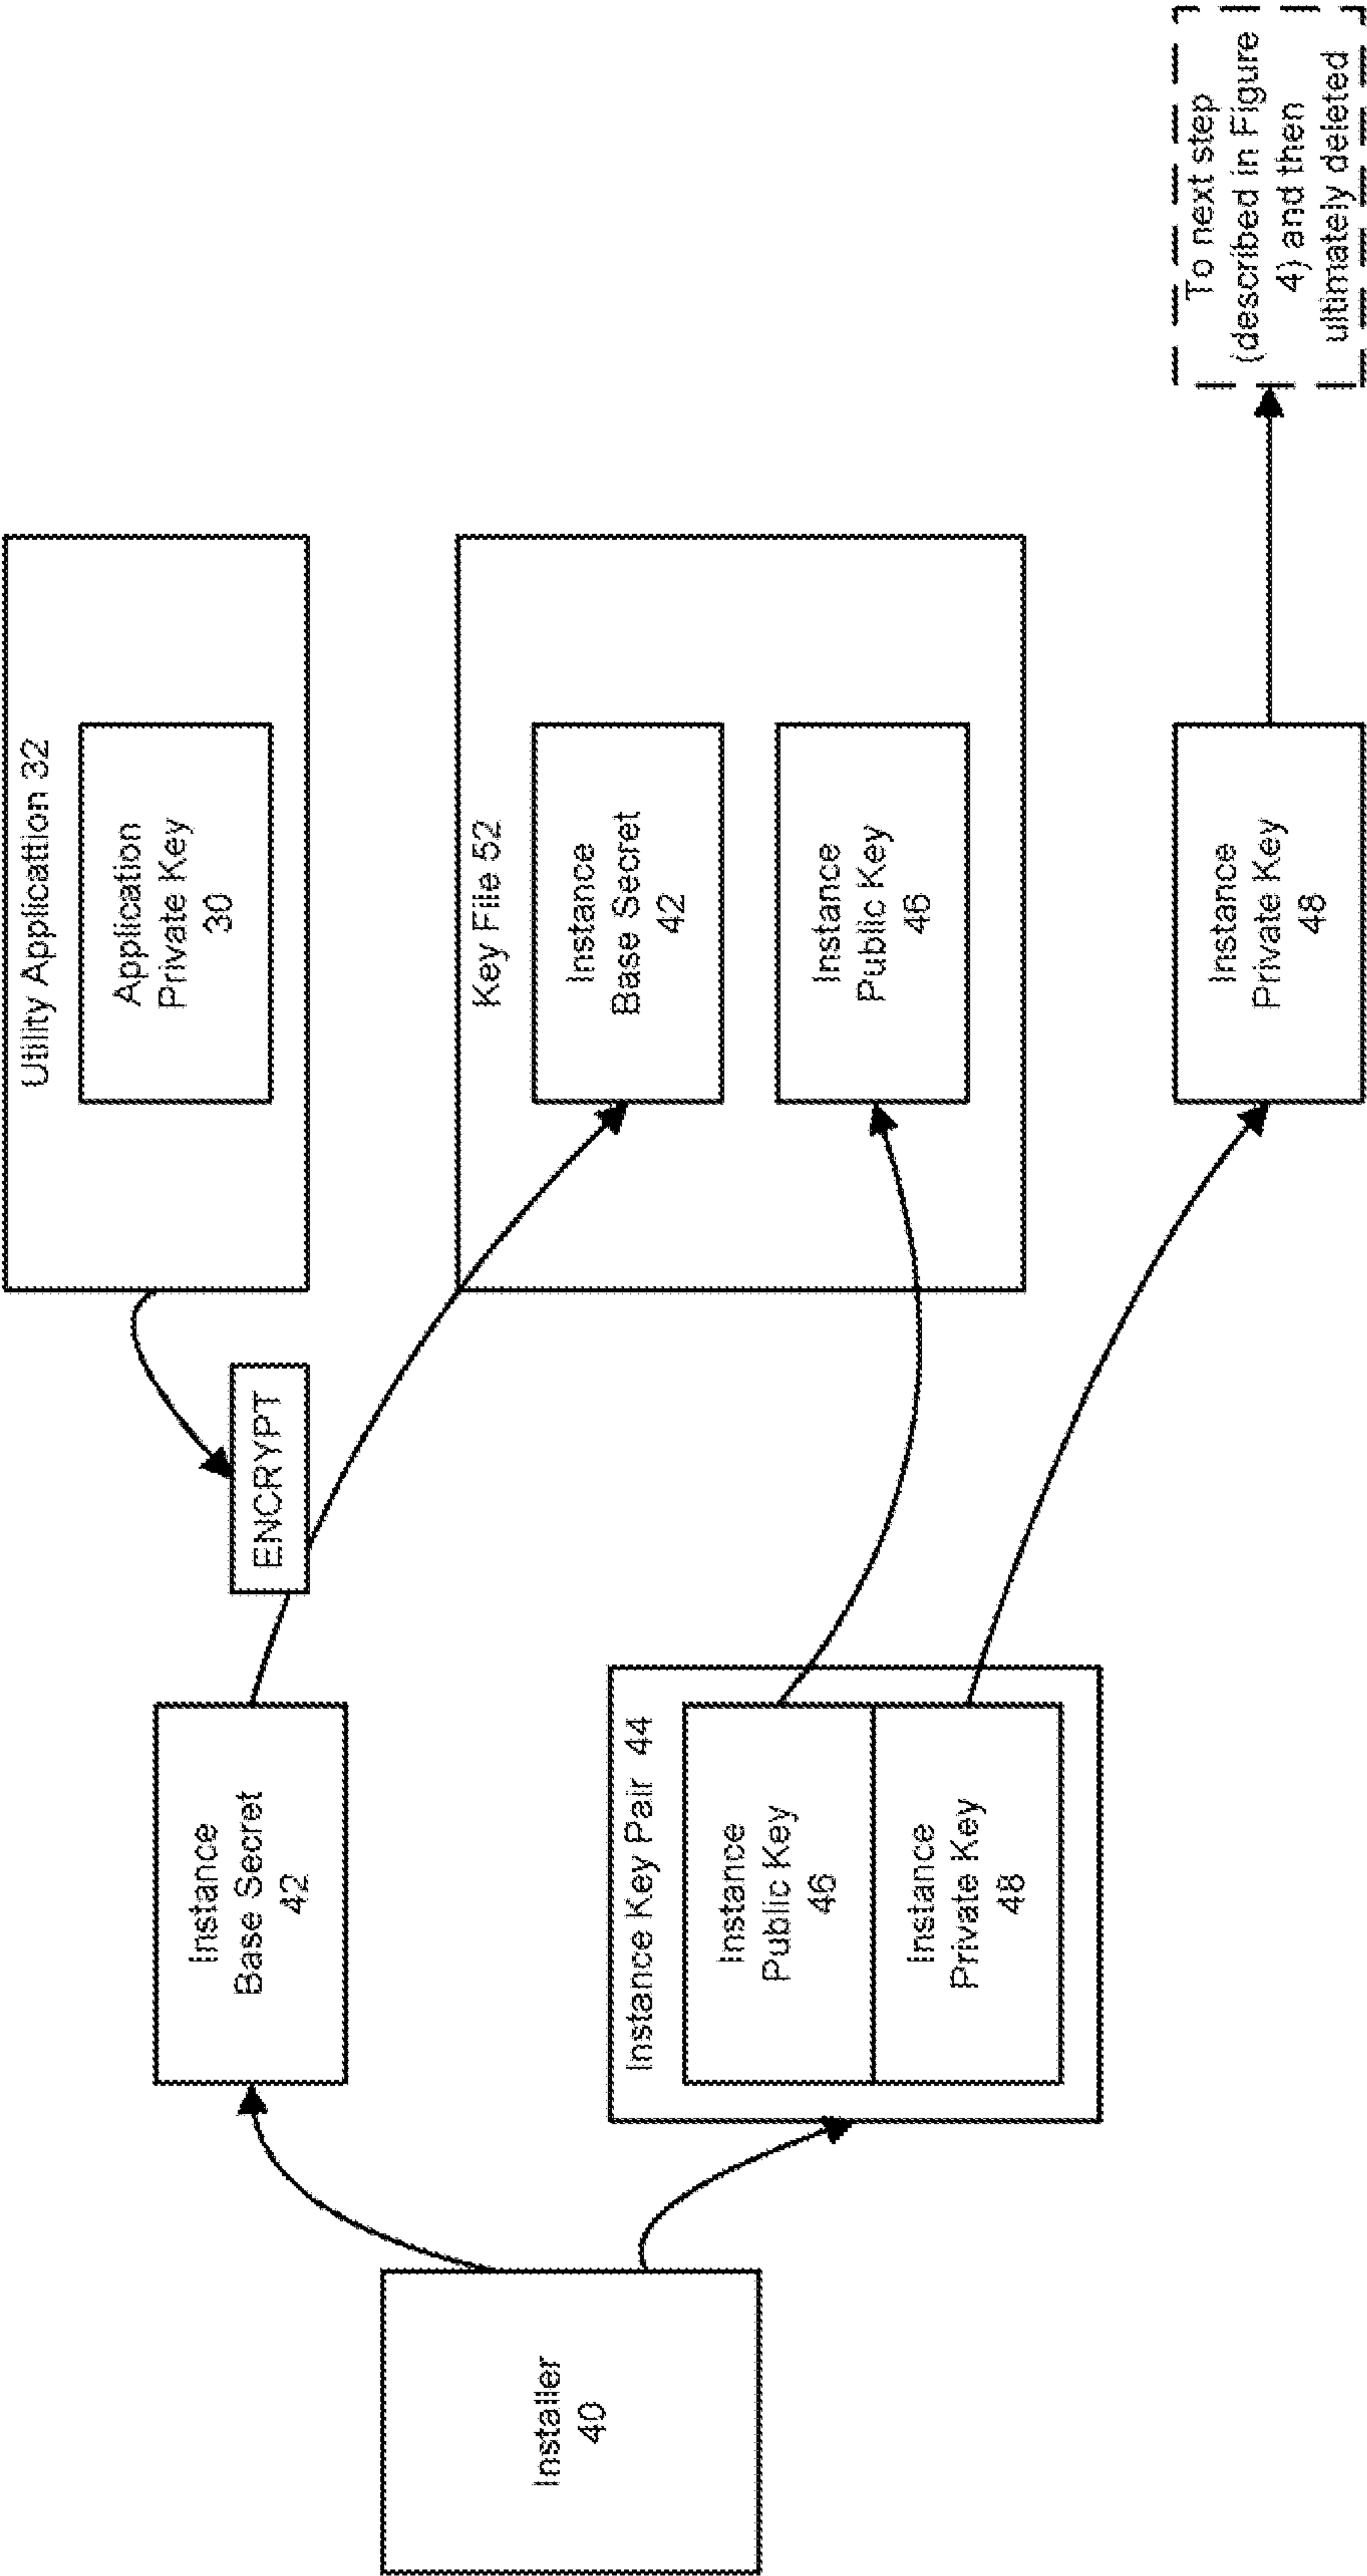 Installer
40
Instance
Base Secret
42
Instance Key Pair  44
Instance
Public Key
46
Instance
Private Key
48
ENCRYPT
Utility Applicattion 32
Application
Private Key
30
Key File 52
Instance
Base Secret
42
Instance
Public Key
46
Instance
Private Key
48
To next step
(described in Figure
4) and then
ultimately deleted